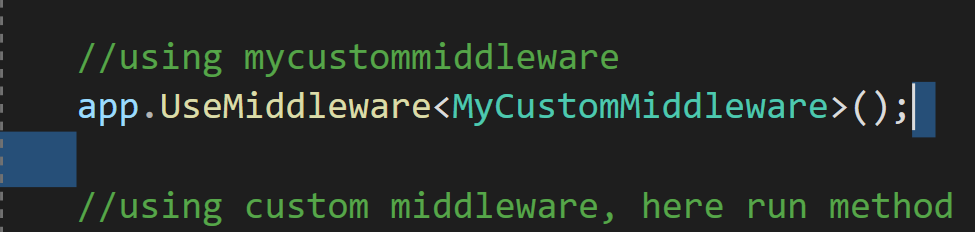 //using mycustommiddleware
app.UseMiddleware<MyCustomMiddleware>();
//using custom middleware, here run method